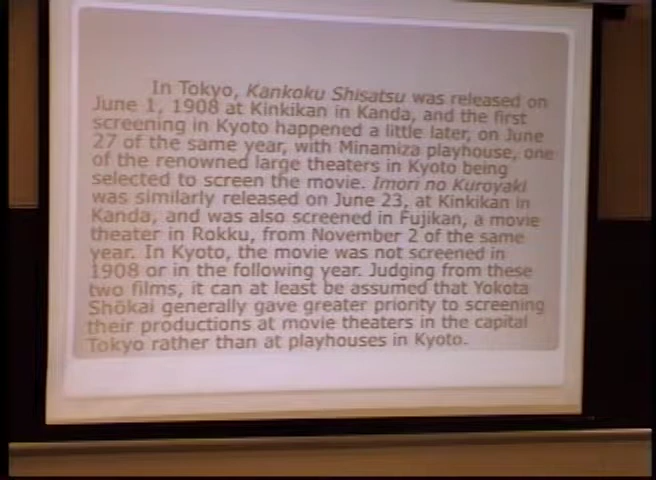 In Tokyo, Kankoku Shisatsu was released on
June 1, 1908 at Kinkikan in Kanda, and the first
screening in Kyoto happened a little later, on June
27 of the same year, with Minamiza playhouse, one
of the renowned large theaters in Kyoto being
selected to screen the movie. Imori no Kuroyaki
was similarly released on June 23, at Kinkikan in
Kanda, and was also screened in Fujikan, a movie
theater in Rokku, from November 2 of the same
year. In Kyoto, the movie was not screened in
1908 or in the following year. Judging from these
two films, it can at least be assumed that Yokota
Shōkai generally gave greater priority to screening
their productions at movie theaters in the capital
Tokyo rather than at playhouses in Kyoto.